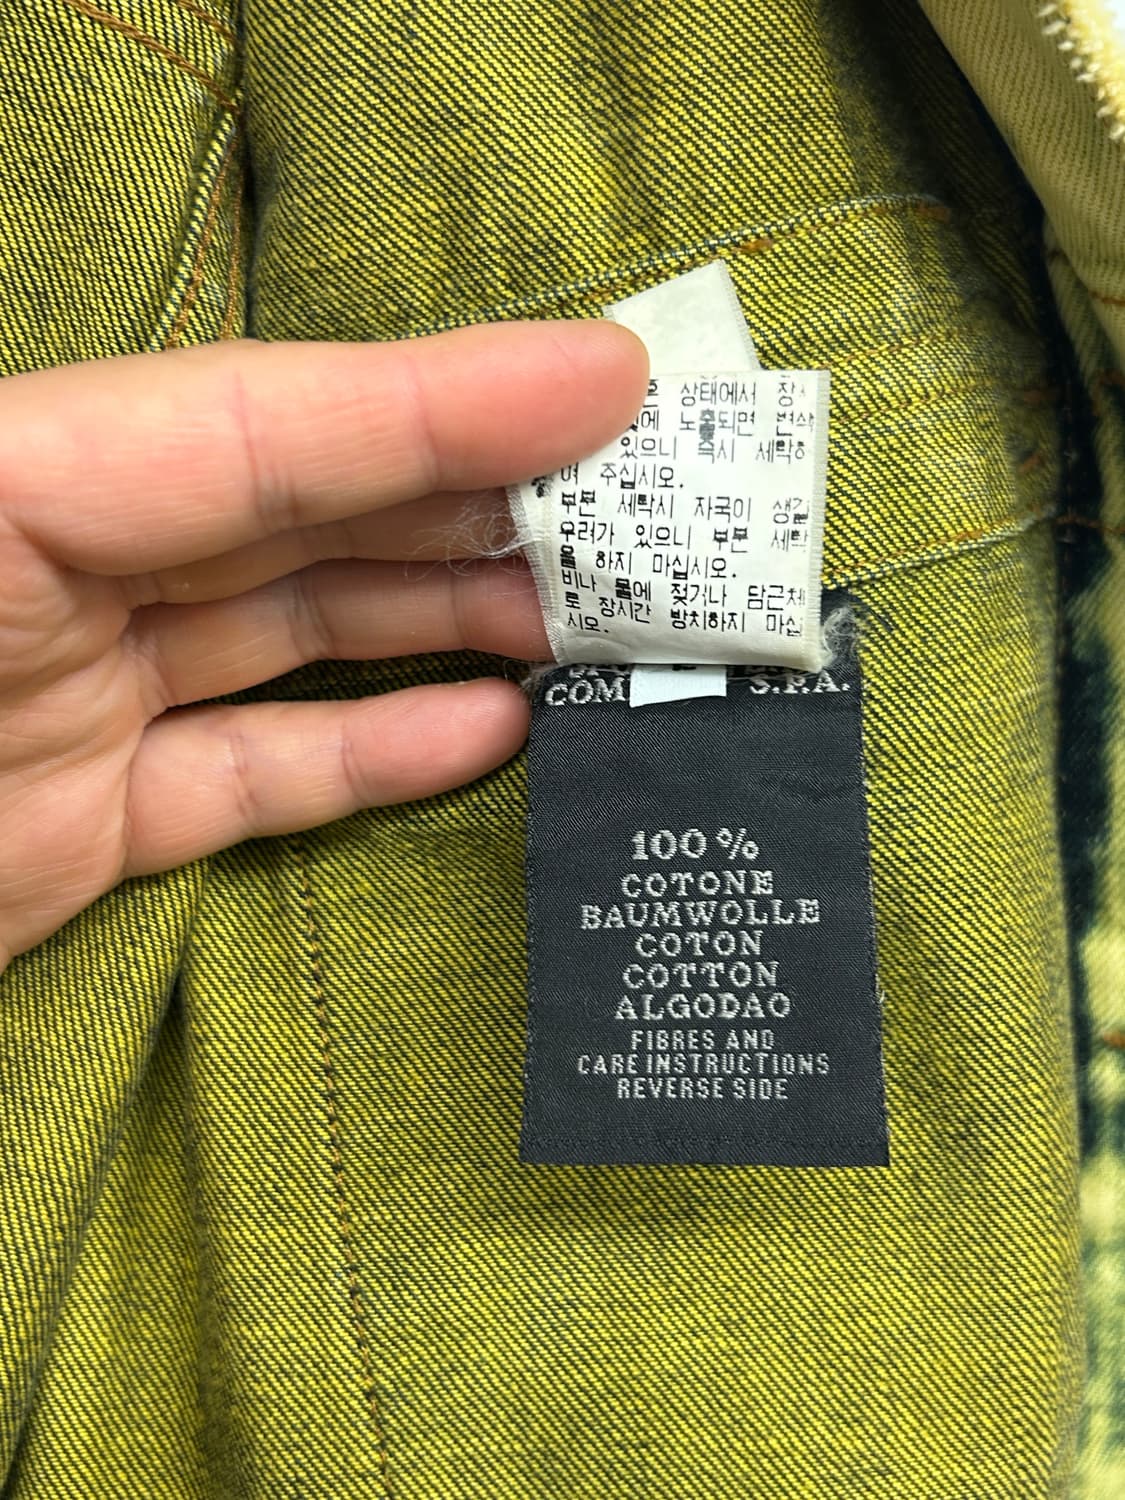 상태에서
에 노출되면 변색
있으니 즉시 세탁하
여 주십시오.
부분 세탁시 자국이 생길
우려가 있으니 부분 세탁
을 하지 마십시오.
비나 물에 젖거나 담근채
로 장시간 방치하지 마십
시오.
S.P.A.
100 %
COTONE
BAUMWOLLE
COTON
COTTON
ALGODAO
FIBRES AND
CARE INSTRUCTIONS
REVERSE SIDE